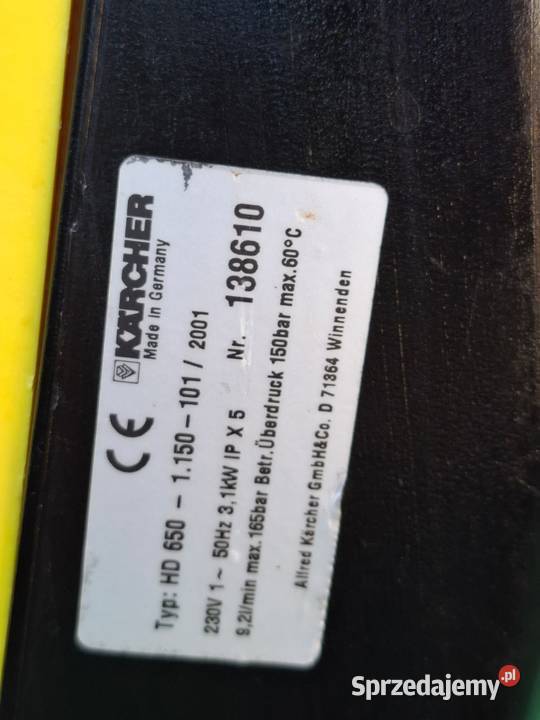 KÄRCHER
Made in Germany
CE
Typ: HD 650 - 1.150-101 / 2001
230V 1~ 50Hz 3,1kW IP X 5 Nr. 138610
9,2l/min max.165bar Betr.Überdruck 150bar max.60°C
Alfred Kärcher GmbH&Co. D 71364 Winnenden
Sprzedajemy.pl